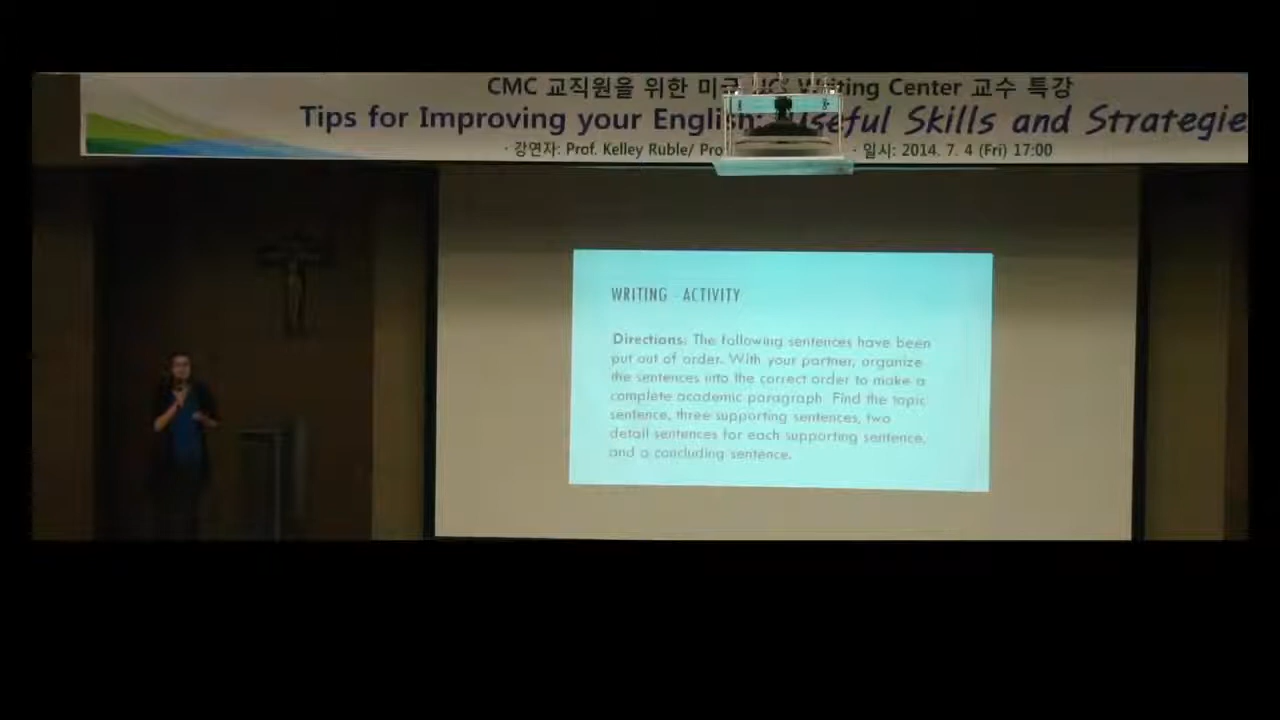 CMC 교직원을 위한 미국 UCI Writing Center 교수 특강
Tips for Improving your English: Useful Skills and Strategie
· 강연자: Prof. Kelley Ruble/ Pro
· 일시: 2014. 7. 4 (Fri) 17:00
WRITING - ACTIVITY
Directions: The following sentences have been
put out of order. With your partner, organize
the sentences into the correct order to make a
complete academic paragraph. Find the topic
sentence, three supporting sentences, two
detail sentences for each supporting sentence,
and a concluding sentence.